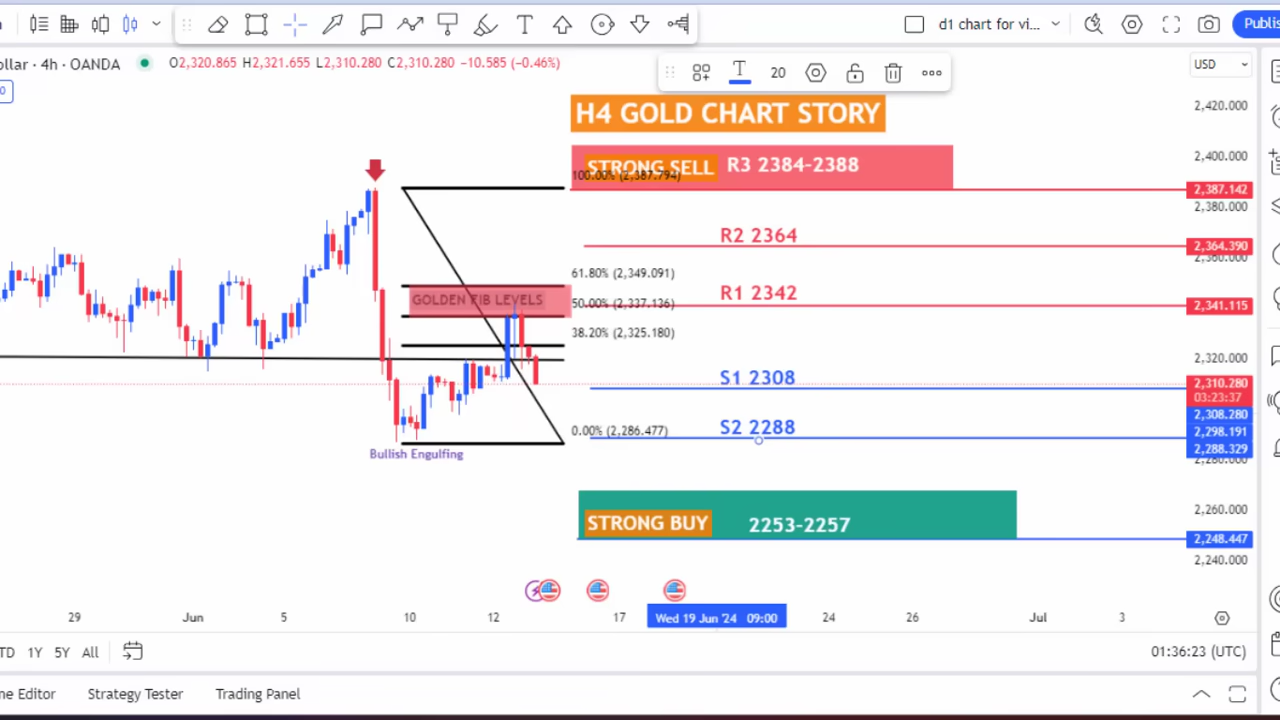 d1 chart for vi...
Publis
ollar · 4h · OANDA
O2,320.865 H2,321.655 L2,310.280 C2,310.280 −10.585 (−0.46%)
20
USD
H4 GOLD CHART STORY
STRONG SELL
R3 2384-2388
100.00% (2,387.794)
R2 2364
61.80% (2,349.091)
GOLDEN FIB LEVELS
50.00% (2,337.136)
R1 2342
38.20% (2,325.180)
S1 2308
S2 2288
0.00% (2,286.477)
Bullish Engulfing
STRONG BUY
2253-2257
2,420.000
2,400.000
2,387.142
2,380.000
2,364.390
2,360.000
2,341.115
2,320.000
2,310.280
03:23:37
2,308.280
2,298.191
2,288.329
2,280.000
2,260.000
2,248.447
2,240.000
29
Jun
5
10
12
17
Wed 19 Jun '24 09:00
24
26
Jul
3
TD 1Y 5Y All
01:36:23 (UTC)
ne Editor
Strategy Tester
Trading Panel